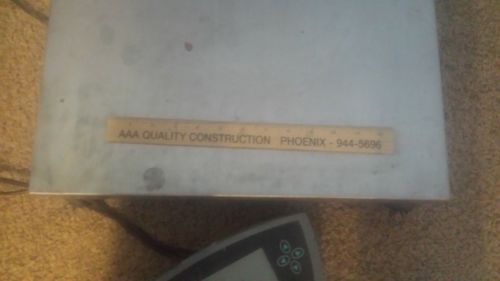 AAA QUALITY CONSTRUCTION PHOENIX - 944-5696